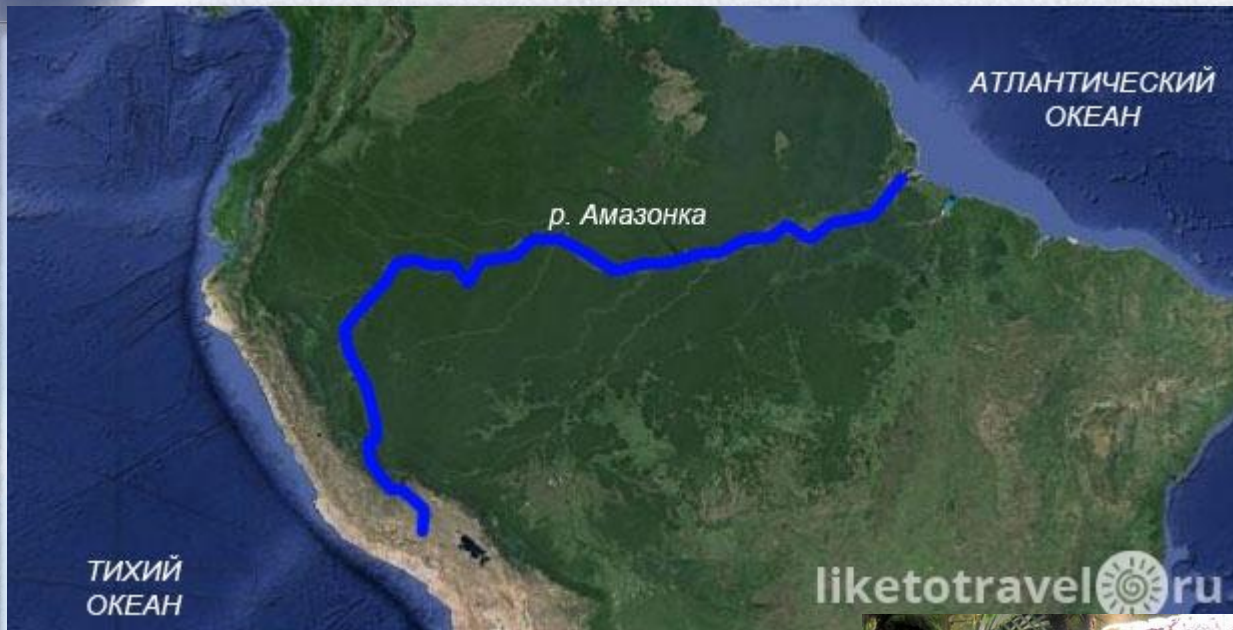 АТЛАНТИЧЕСКИЙ
ОКЕАН
р. Амазонка
ТИХИЙ
ОКЕАН
liketotravel ru